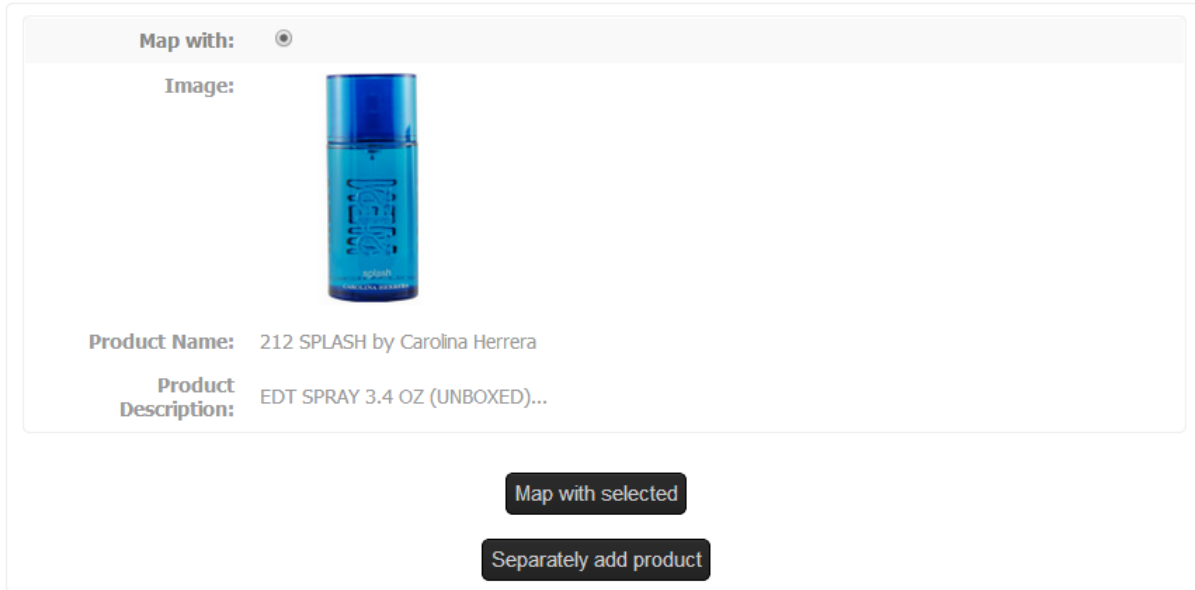 Map with:
Image:
splash
CAROLINA HERRERA
Product Name: 212 SPLASH by Carolina Herrera
Product
Description: EDT SPRAY 3.4 OZ (UNBOXED)...
Map with selected
Separately add product